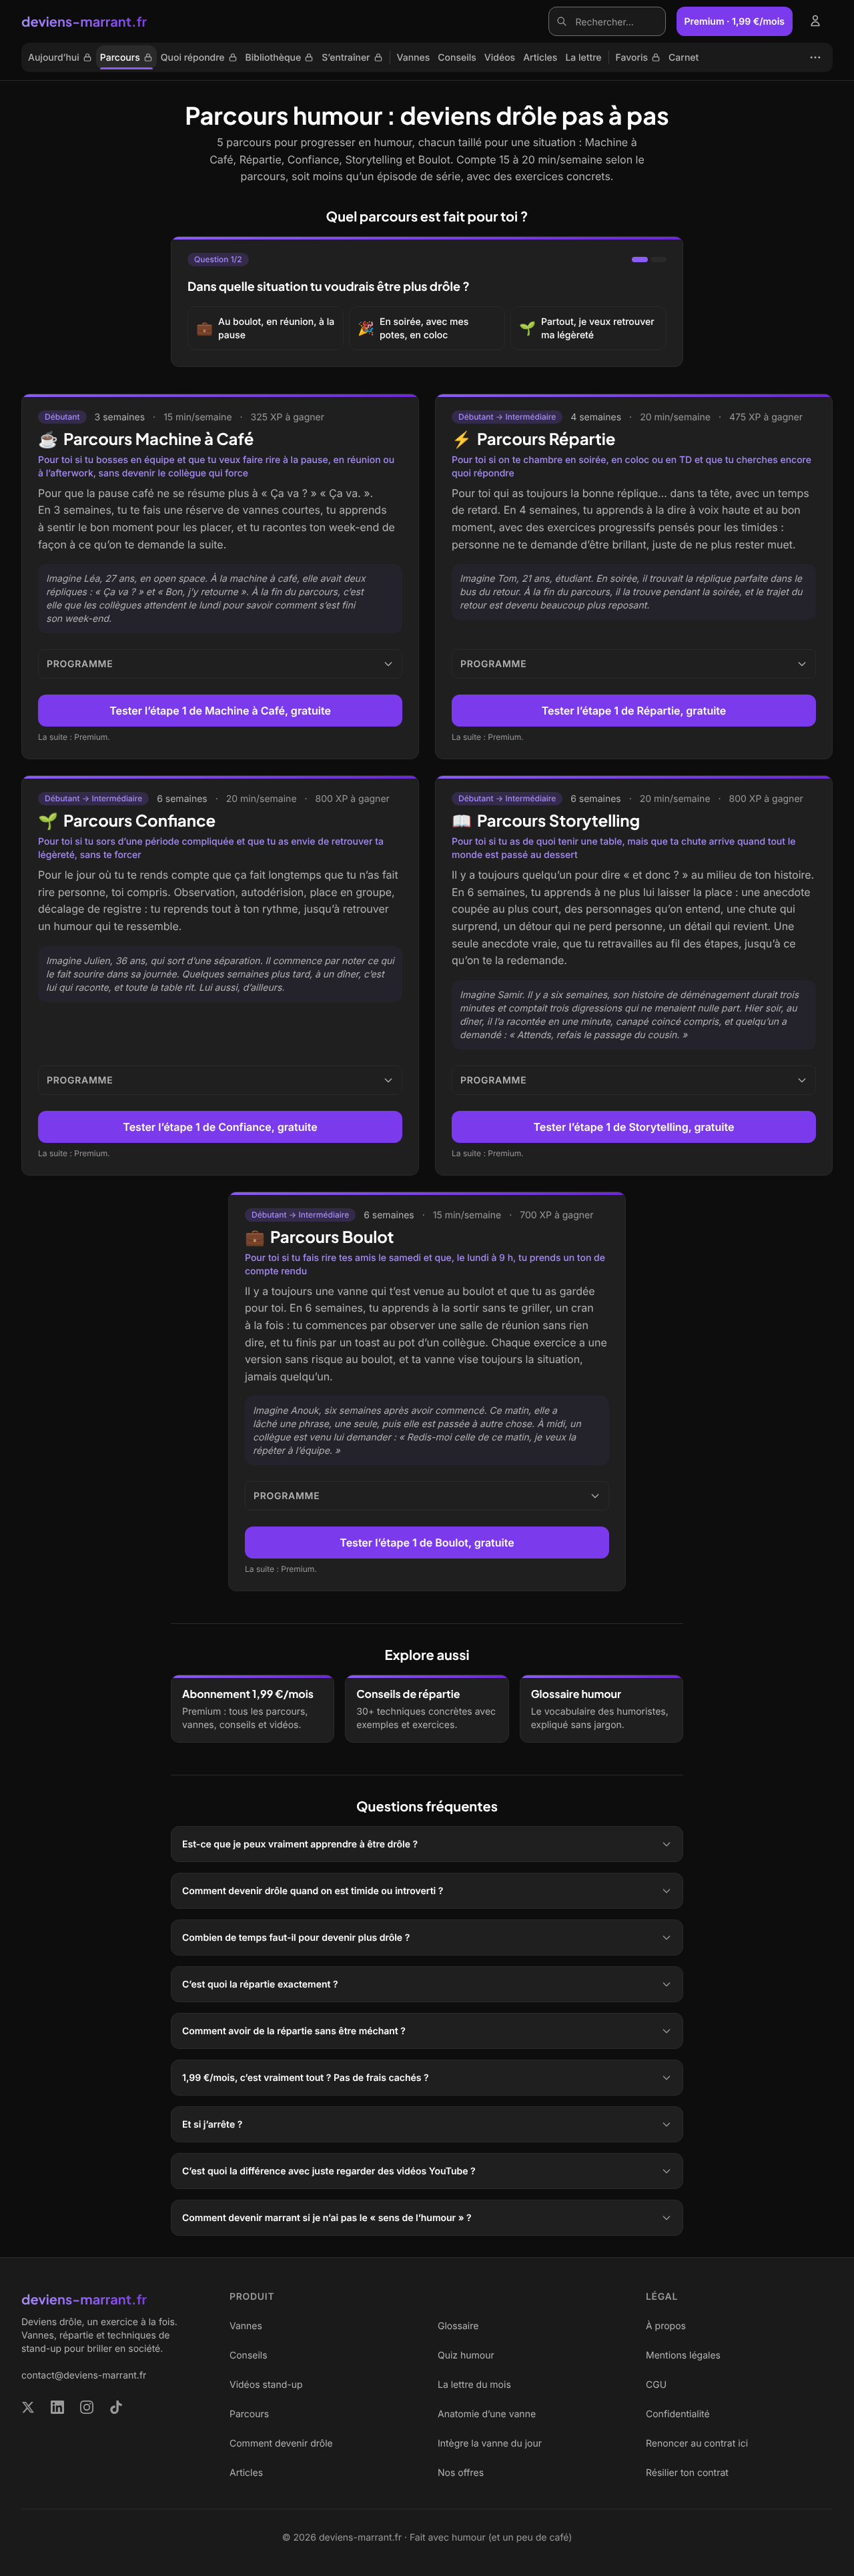 deviens-marrant.fr
Rechercher...
Premium · 1,99 €/mois
Aujourd’hui
Parcours
Quoi répondre
Bibliothèque
S’entraîner
Vannes
Conseils
Vidéos
Articles
La lettre
Favoris
Carnet
Parcours humour : deviens drôle pas à pas
5 parcours pour progresser en humour, chacun taillé pour une situation : Machine à
Café, Répartie, Confiance, Storytelling et Boulot. Compte 15 à 20 min/semaine selon le
parcours, soit moins qu’un épisode de série, avec des exercices concrets.
Quel parcours est fait pour toi ?
Question 1/2
Dans quelle situation tu voudrais être plus drôle ?
Au boulot, en réunion, à la
pause
En soirée, avec mes
potes, en coloc
Partout, je veux retrouver
ma légèreté
Débutant
3 semaines · 15 min/semaine · 325 XP à gagner
Parcours Machine à Café
Pour toi si tu bosses en équipe et que tu veux faire rire à la pause, en réunion ou
à l’afterwork, sans devenir le collègue qui force
Pour que la pause café ne se résume plus à « Ça va ? » « Ça va. ».
En 3 semaines, tu te fais une réserve de vannes courtes, tu apprends
à sentir le bon moment pour les placer, et tu racontes ton week-end de
façon à ce qu’on te demande la suite.
Imagine Léa, 27 ans, en open space. À la machine à café, elle avait deux
répliques : « Ça va ? » et « Bon, j’y retourne ». À la fin du parcours, c’est
elle que les collègues attendent le lundi pour savoir comment s’est fini
son week-end.
PROGRAMME
Tester l’étape 1 de Machine à Café, gratuite
La suite : Premium.
Débutant → Intermédiaire
4 semaines · 20 min/semaine · 475 XP à gagner
Parcours Répartie
Pour toi si on te chambre en soirée, en coloc ou en TD et que tu cherches encore
quoi répondre
Pour toi qui as toujours la bonne réplique... dans ta tête, avec un temps
de retard. En 4 semaines, tu apprends à la dire à voix haute et au bon
moment, avec des exercices progressifs pensés pour les timides :
personne ne te demande d’être brillant, juste de ne plus rester muet.
Imagine Tom, 21 ans, étudiant. En soirée, il trouvait la réplique parfaite dans le
bus du retour. À la fin du parcours, il la trouve pendant la soirée, et le trajet du
retour est devenu beaucoup plus reposant.
PROGRAMME
Tester l’étape 1 de Répartie, gratuite
La suite : Premium.
Débutant → Intermédiaire
6 semaines · 20 min/semaine · 800 XP à gagner
Parcours Confiance
Pour toi si tu sors d’une période compliquée et que tu as envie de retrouver ta
légèreté, sans te forcer
Pour le jour où tu te rends compte que ça fait longtemps que tu n’as fait
rire personne, toi compris. Observation, autodérision, place en groupe,
décalage de registre : tu reprends tout à ton rythme, jusqu’à retrouver
un humour qui te ressemble.
Imagine Julien, 36 ans, qui sort d’une séparation. Il commence par noter ce qui
le fait sourire dans sa journée. Quelques semaines plus tard, à un dîner, c’est
lui qui raconte, et toute la table rit. Lui aussi, d’ailleurs.
PROGRAMME
Tester l’étape 1 de Confiance, gratuite
La suite : Premium.
Débutant → Intermédiaire
6 semaines · 20 min/semaine · 800 XP à gagner
Parcours Storytelling
Pour toi si tu as de quoi tenir une table, mais que ta chute arrive quand tout le
monde est passé au dessert
Il y a toujours quelqu’un pour dire « et donc ? » au milieu de ton histoire.
En 6 semaines, tu apprends à ne plus lui laisser la place : une anecdote
coupée au plus court, des personnages qu’on entend, une chute qui
surprend, un détour qui ne perd personne, un détail qui revient. Une
seule anecdote vraie, que tu retravailles au fil des étapes, jusqu’à ce
qu’on te la redemande.
Imagine Samir. Il y a six semaines, son histoire de déménagement durait trois
minutes et comptait trois digressions qui ne menaient nulle part. Hier soir, au
dîner, il l’a racontée en une minute, canapé coincé compris, et quelqu’un a
demandé : « Attends, refais le passage du cousin. »
PROGRAMME
Tester l’étape 1 de Storytelling, gratuite
La suite : Premium.
Débutant → Intermédiaire
6 semaines · 15 min/semaine · 700 XP à gagner
Parcours Boulot
Pour toi si tu fais rire tes amis le samedi et que, le lundi à 9 h, tu prends un ton de
compte rendu
Il y a toujours une vanne qui t’est venue au boulot et que tu as gardée
pour toi. En 6 semaines, tu apprends à la sortir sans te griller, un cran
à la fois : tu commences par observer une salle de réunion sans rien
dire, et tu finis par un toast au pot d’un collègue. Chaque exercice a une
version sans risque au boulot, et ta vanne vise toujours la situation,
jamais quelqu’un.
Imagine Anouk, six semaines après avoir commencé. Ce matin, elle a
lâché une phrase, une seule, puis elle est passée à autre chose. À midi, un
collègue est venu lui demander : « Redis-moi celle de ce matin, je veux la
répéter à l’équipe. »
PROGRAMME
Tester l’étape 1 de Boulot, gratuite
La suite : Premium.
Explore aussi
Abonnement 1,99 €/mois
Premium : tous les parcours,
vannes, conseils et vidéos.
Conseils de répartie
30+ techniques concrètes avec
exemples et exercices.
Glossaire humour
Le vocabulaire des humoristes,
expliqué sans jargon.
Questions fréquentes
Est-ce que je peux vraiment apprendre à être drôle ?
Comment devenir drôle quand on est timide ou introverti ?
Combien de temps faut-il pour devenir plus drôle ?
C’est quoi la répartie exactement ?
Comment avoir de la répartie sans être méchant ?
1,99 €/mois, c’est vraiment tout ? Pas de frais cachés ?
Et si j’arrête ?
C’est quoi la différence avec juste regarder des vidéos YouTube ?
Comment devenir marrant si je n’ai pas le « sens de l’humour » ?
deviens-marrant.fr
Deviens drôle, un exercice à la fois.
Vannes, répartie et techniques de
stand-up pour briller en société.
contact@deviens-marrant.fr
PRODUIT
Vannes
Conseils
Vidéos stand-up
Parcours
Comment devenir drôle
Articles
Glossaire
Quiz humour
La lettre du mois
Anatomie d’une vanne
Intègre la vanne du jour
Nos offres
LÉGAL
À propos
Mentions légales
CGU
Confidentialité
Renoncer au contrat ici
Résilier ton contrat
© 2026 deviens-marrant.fr · Fait avec humour (et un peu de café)